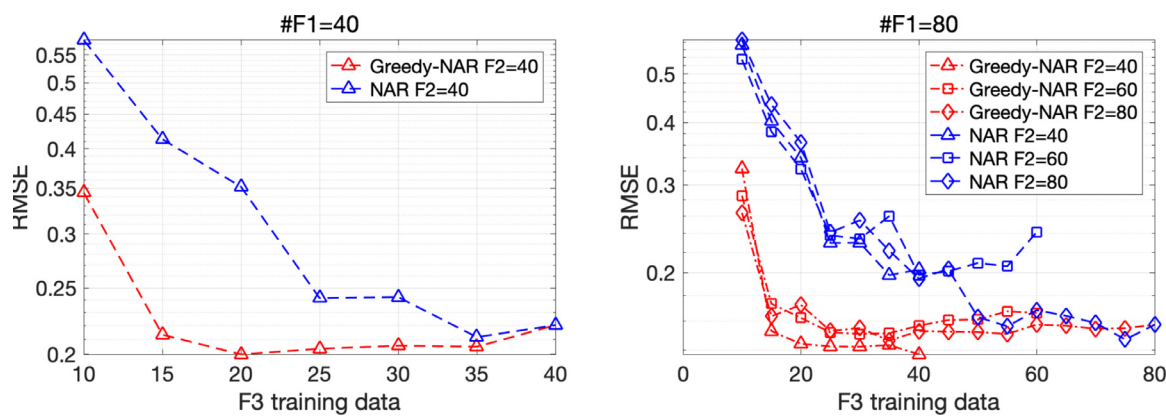 #F1=40
0.55
0.5
0.45
0.4
0.35
0.3
0.25
0.2
RMSE
10 15 20 25 30 35 40
F3 training data
Greedy-NAR F2=40
NAR F2=40
#F1=80
0.5
0.4
0.3
0.2
RMSE
0 20 40 60 80
F3 training data
Greedy-NAR F2=40
Greedy-NAR F2=60
Greedy-NAR F2=80
NAR F2=40
NAR F2=60
NAR F2=80